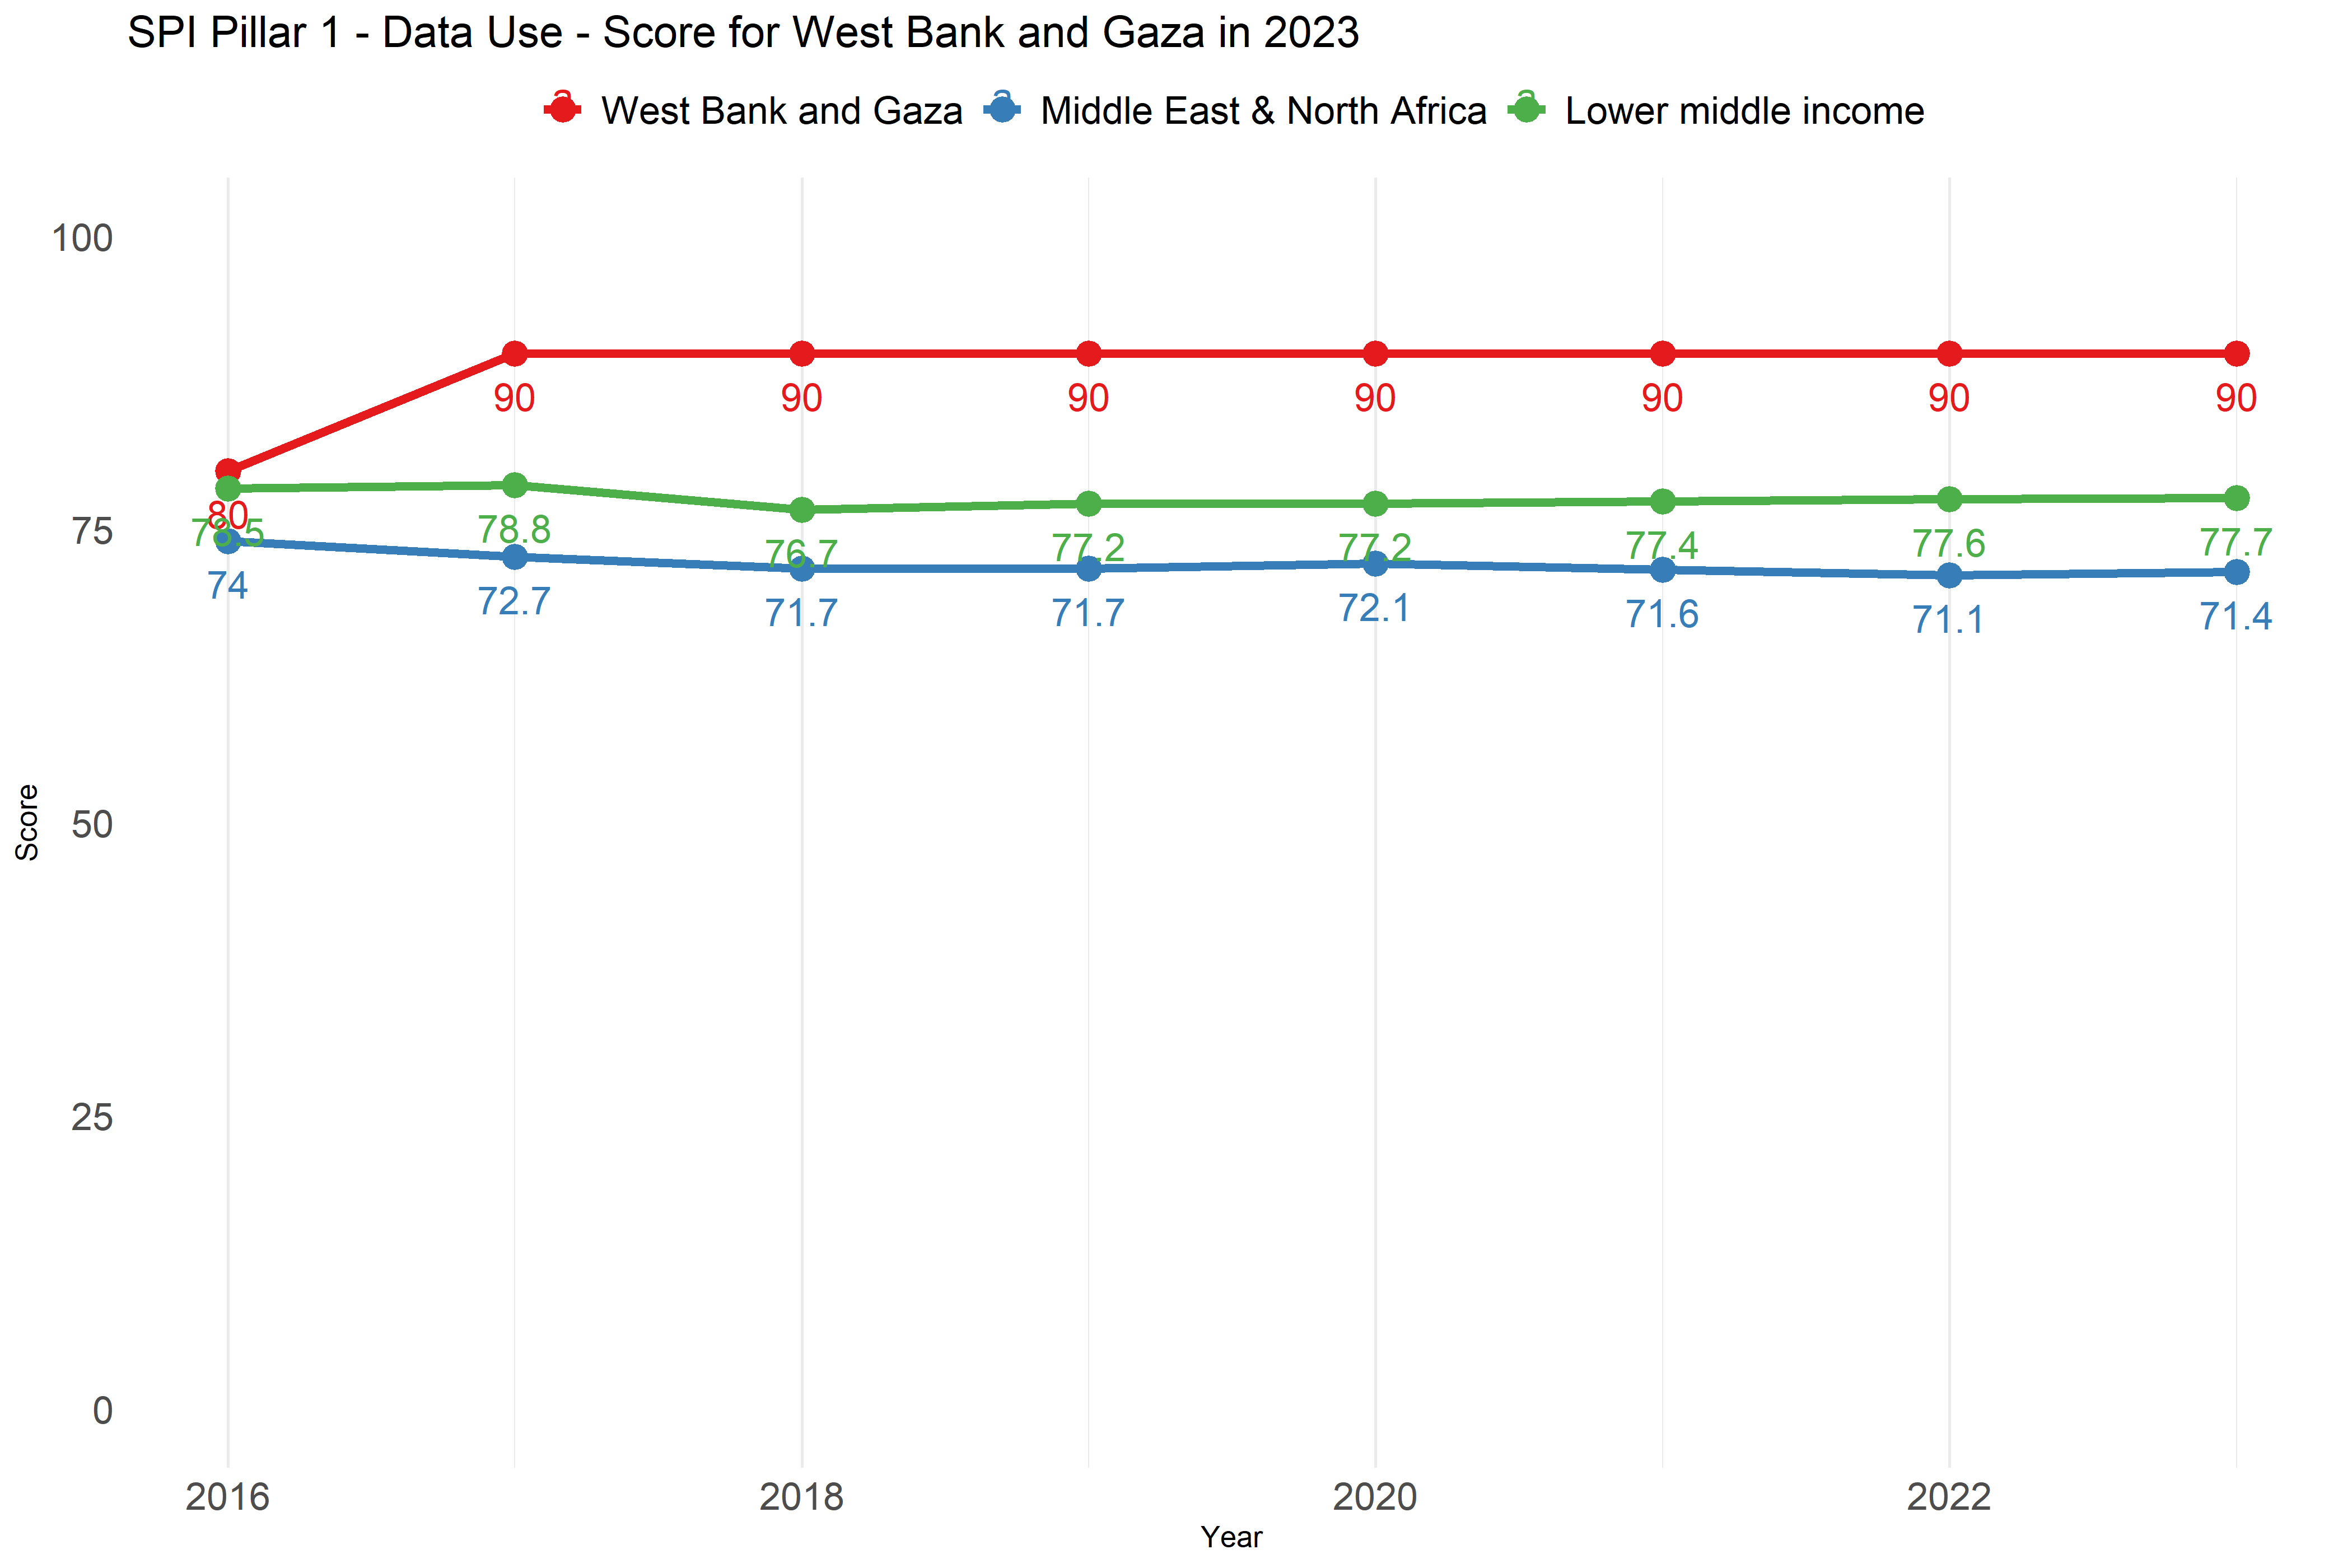 SPI Pillar 1 - Data Use - Score for West Bank and Gaza in 2023
West Bank and Gaza Middle East & North Africa Lower middle income
100
75
50
25
0
Score
90 90 90 90 90 90 90
80
78.5 78.8 76.7 77.2 77.2 77.4 77.6 77.7
74 72.7 71.7 71.7 72.1 71.6 71.1 71.4
2016 2018 2020 2022
Year